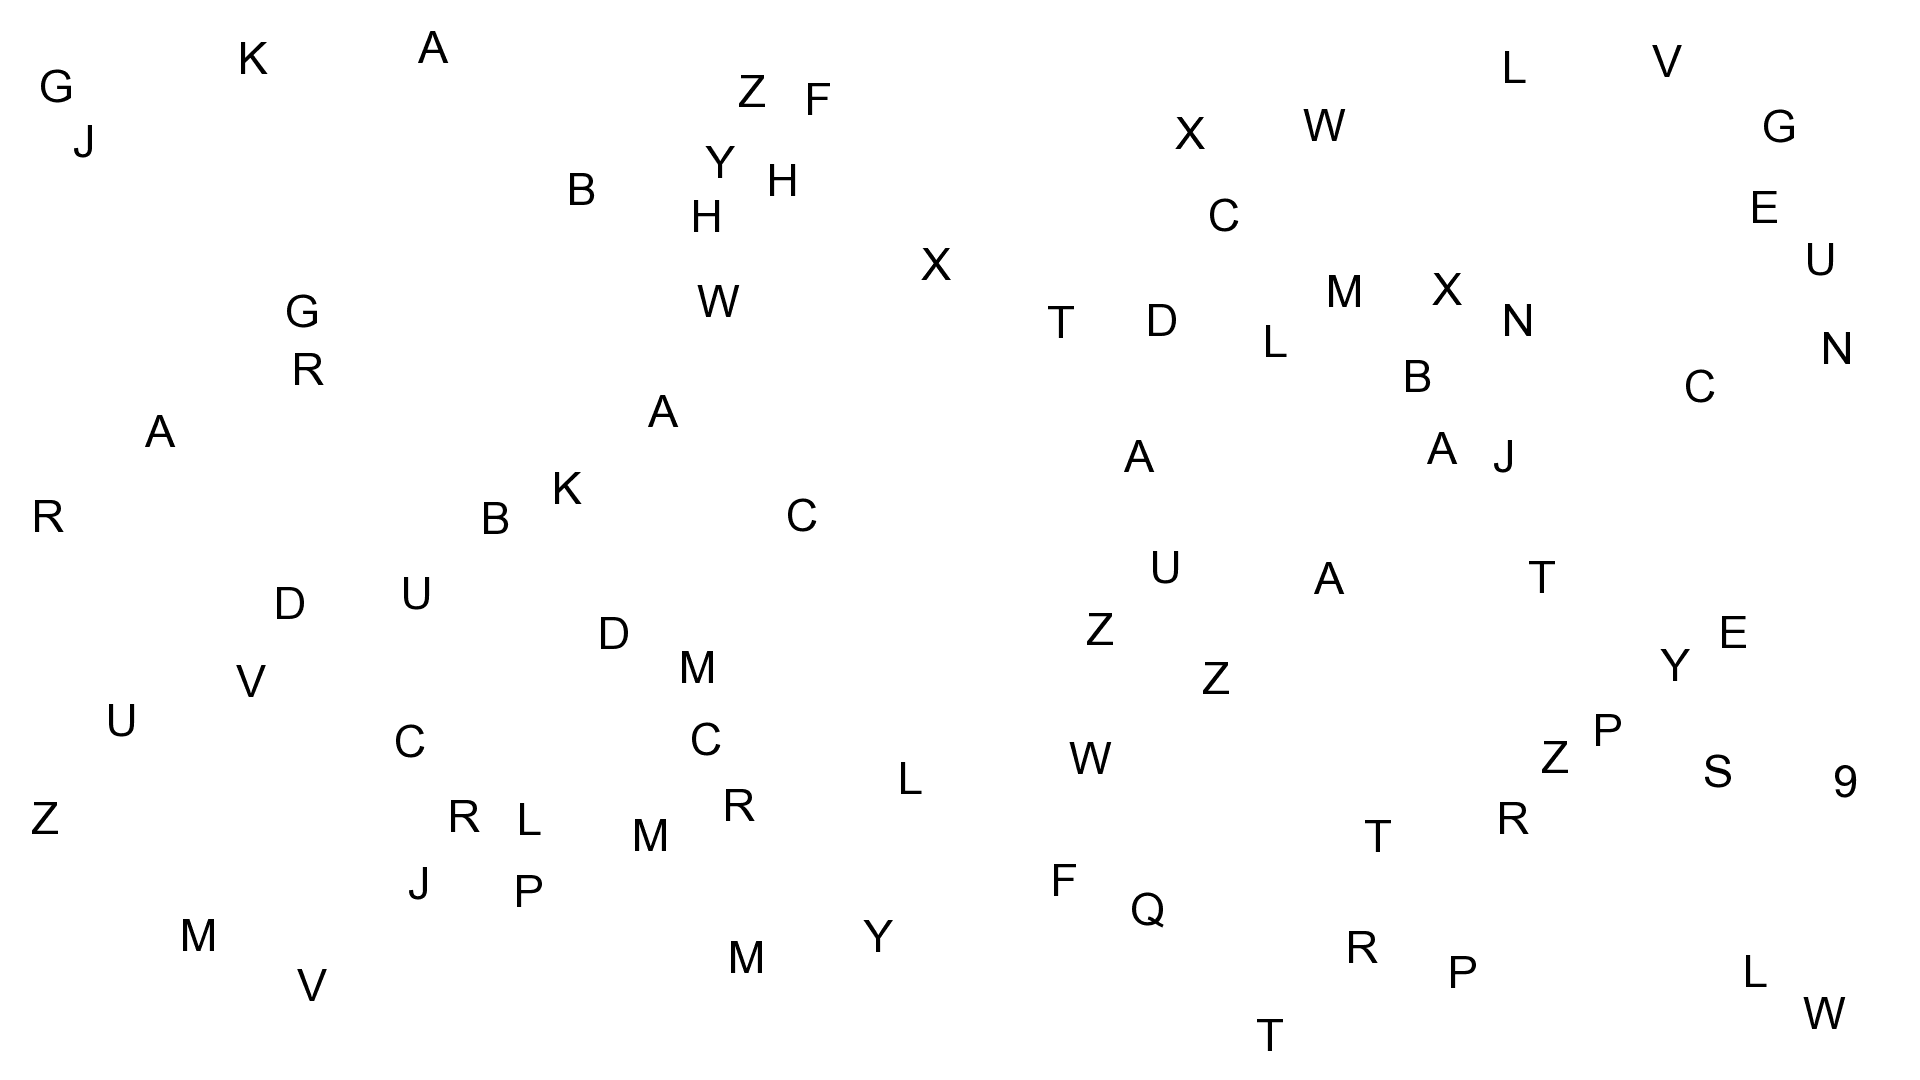 K A
G Z F L V
J X W G
Y H
B H C E
X U
G W T D L M X N N
R B C
A A A A J
R B K C
D U U A T
D Z E
V M Z Y
U C C W P
Z S 9
L
Z R L M R T R
J P F Q
M M Y R P L
V W
T